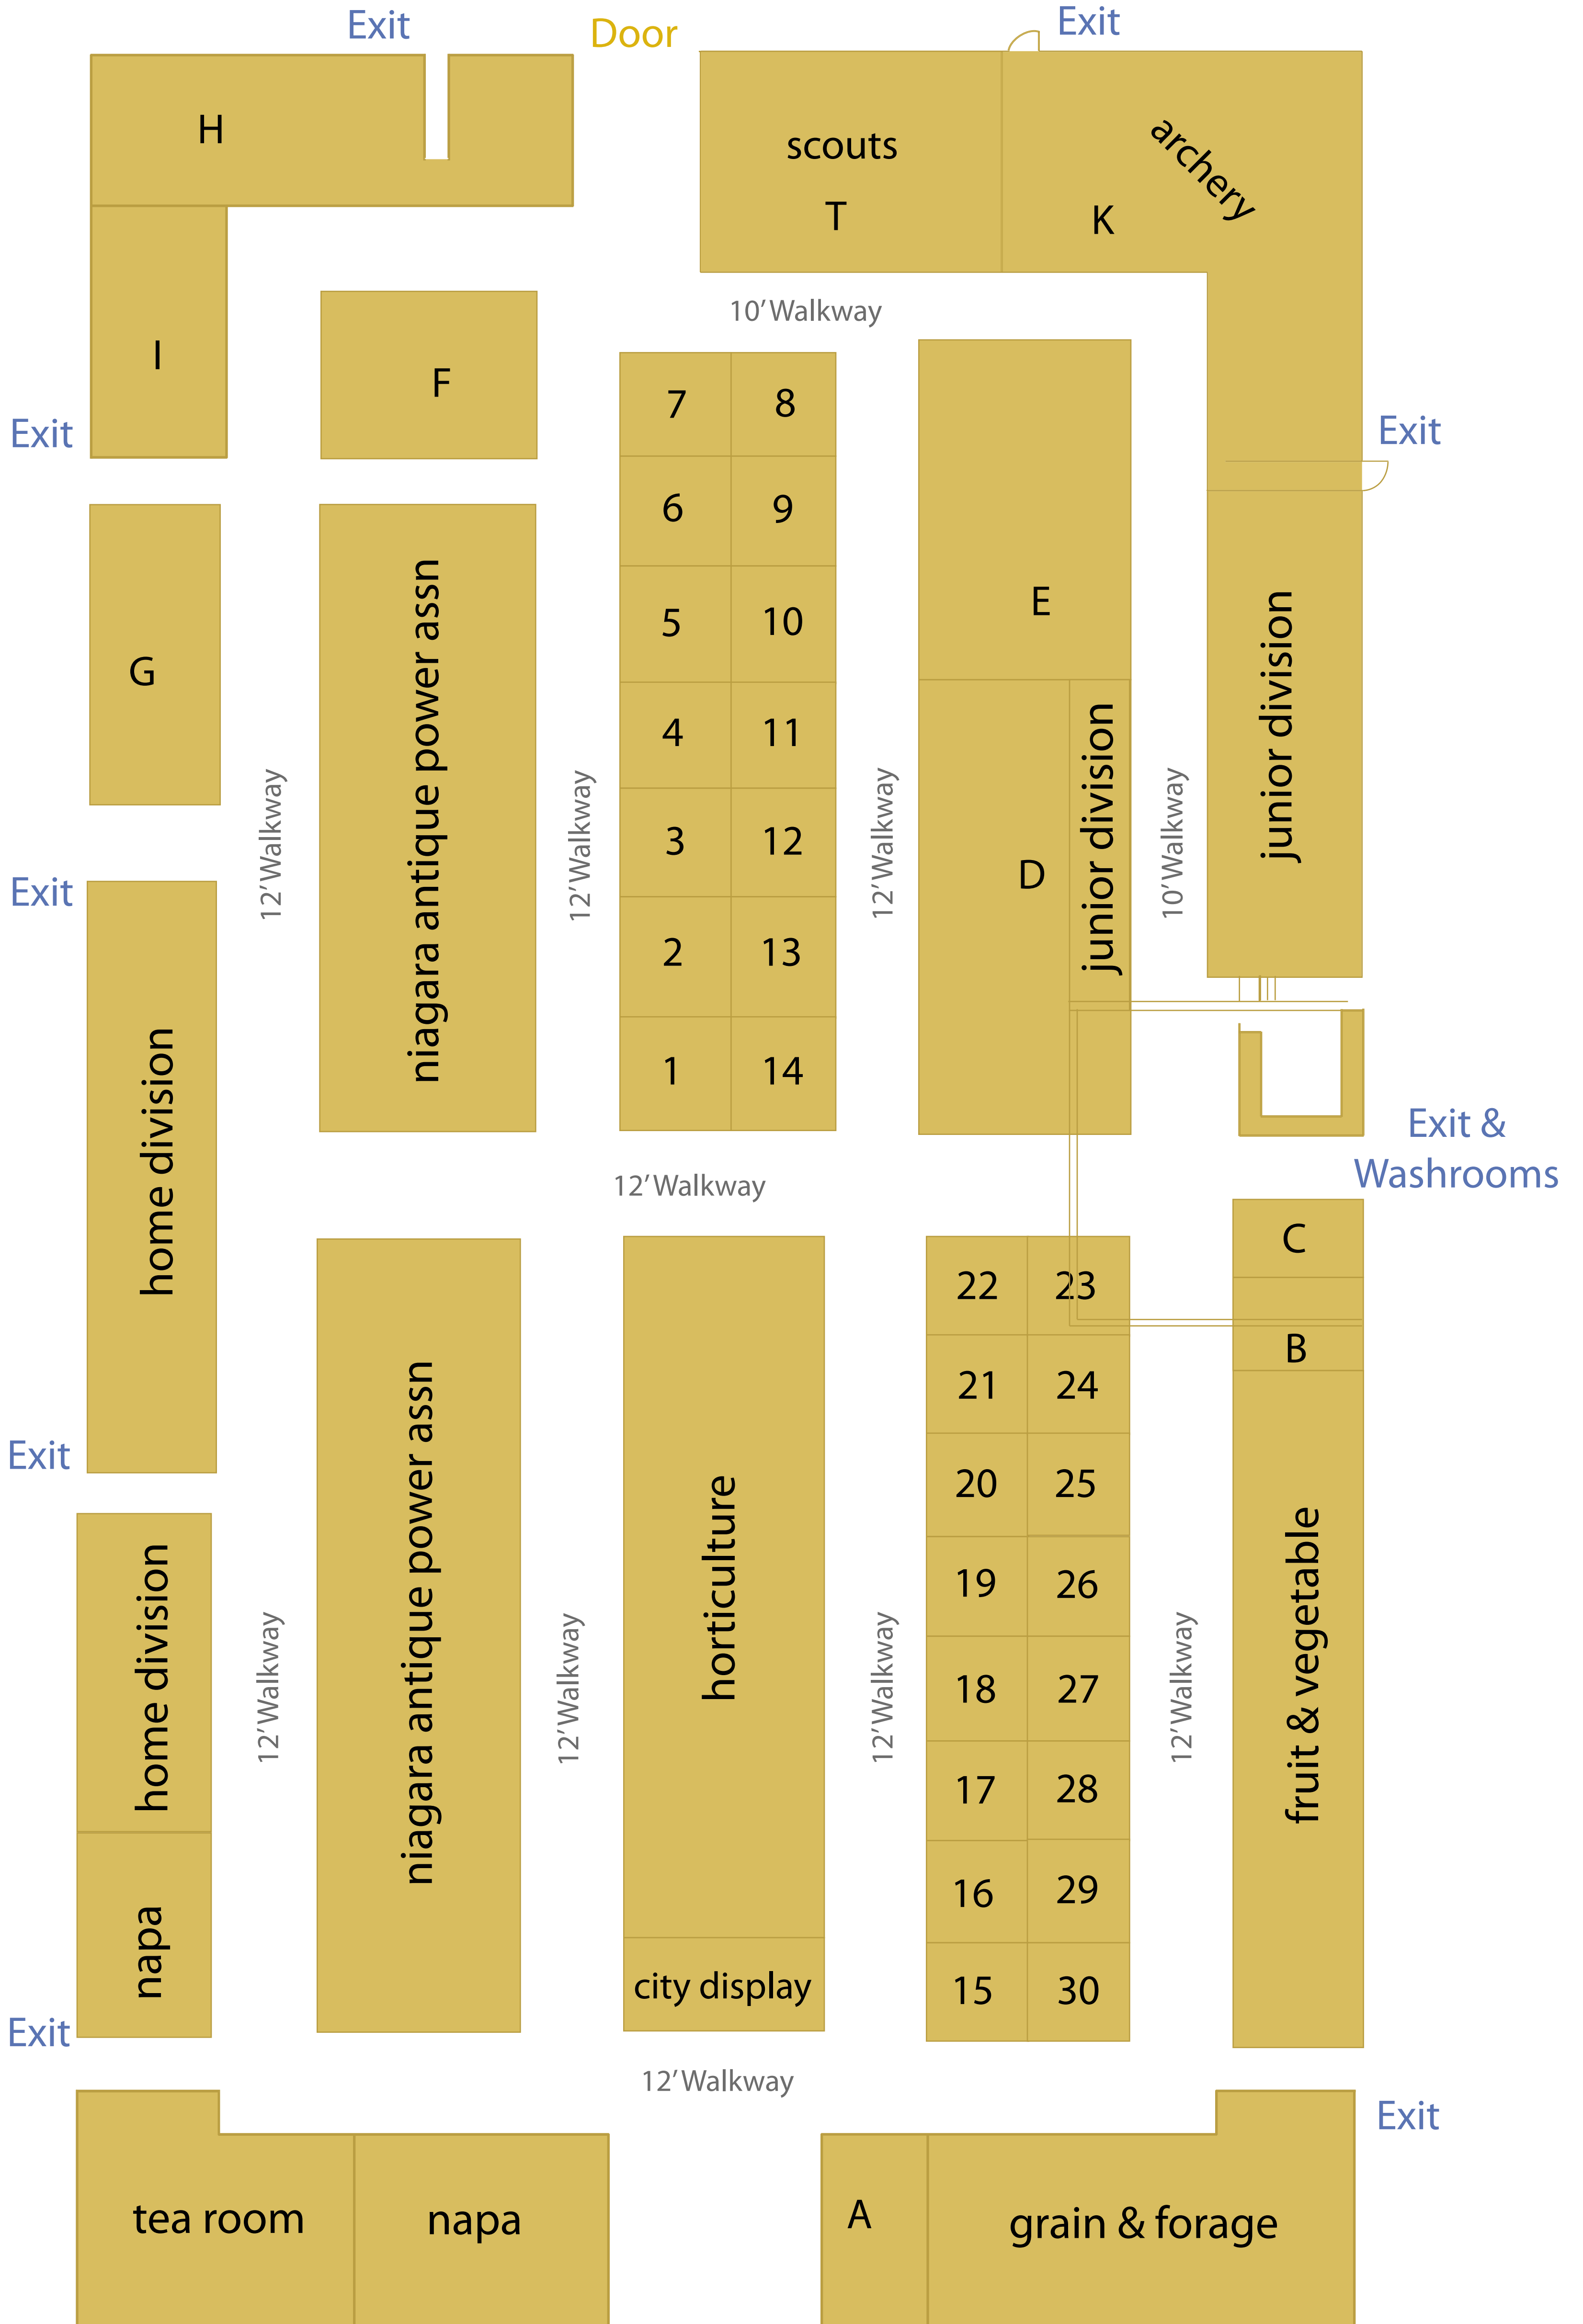 Exit
Door
Exit
H
scouts
T
K
archery
10' Walkway
I
F
Exit
7
8
Exit
6
9
G
niagara antique power assn
5
10
E
junior division
4
11
12' Walkway
12' Walkway
3
12
12' Walkway
D
junior division
10' Walkway
Exit
2
13
home division
1
14
Exit &
Washrooms
12' Walkway
C
22
23
B
21
24
Exit
niagara antique power assn
horticulture
20
25
fruit & vegetable
home division
19
26
12' Walkway
12' Walkway
18
27
12' Walkway
12' Walkway
17
28
napa
16
29
city display
15
30
Exit
12' Walkway
Exit
tea room
napa
A
grain & forage